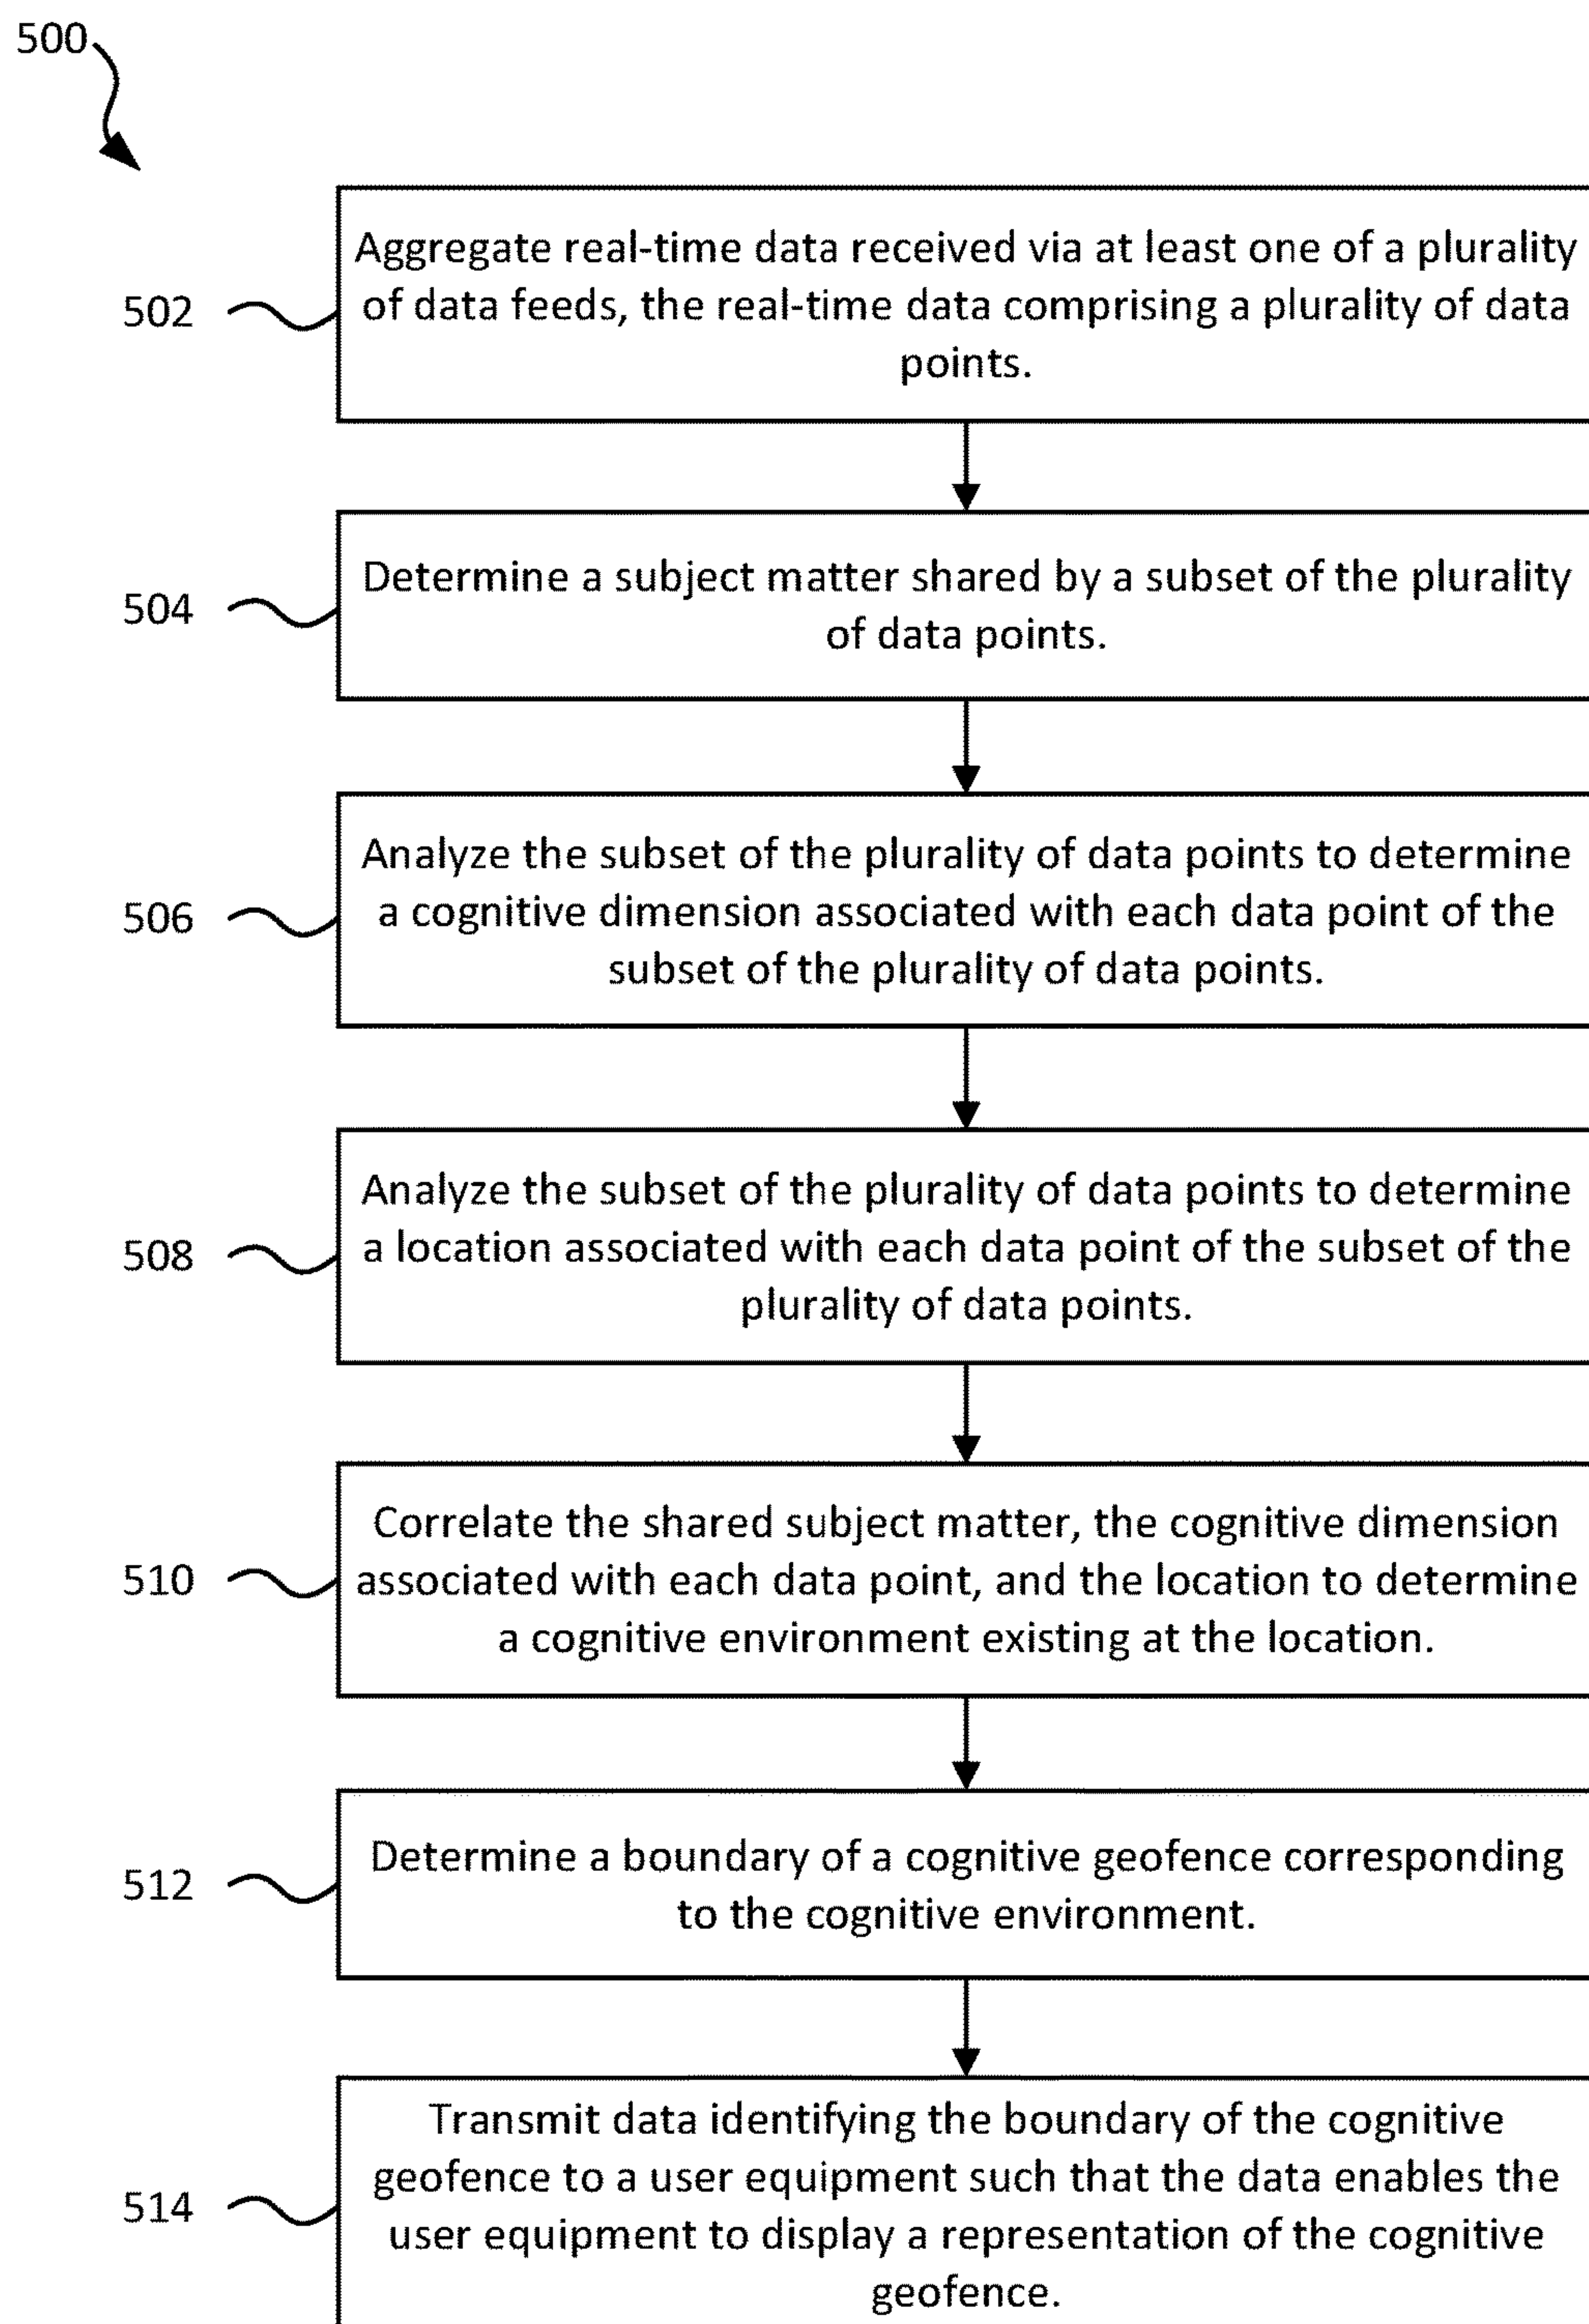 500
Aggregate real-time data received via at least one of a plurality
of data feeds, the real-time data comprising a plurality of data
points.
502
Determine a subject matter shared by a subset of the plurality
of data points.
504
Analyze the subset of the plurality of data points to determine
a cognitive dimension associated with each data point of the
subset of the plurality of data points.
506
Analyze the subset of the plurality of data points to determine
a location associated with each data point of the subset of the
plurality of data points.
508
Correlate the shared subject matter, the cognitive dimension
associated with each data point, and the location to determine
a cognitive environment existing at the location.
510
Determine a boundary of a cognitive geofence corresponding
to the cognitive environment.
512
Transmit data identifying the boundary of the cognitive
geofence to a user equipment such that the data enables the
user equipment to display a representation of the cognitive
geofence.
514